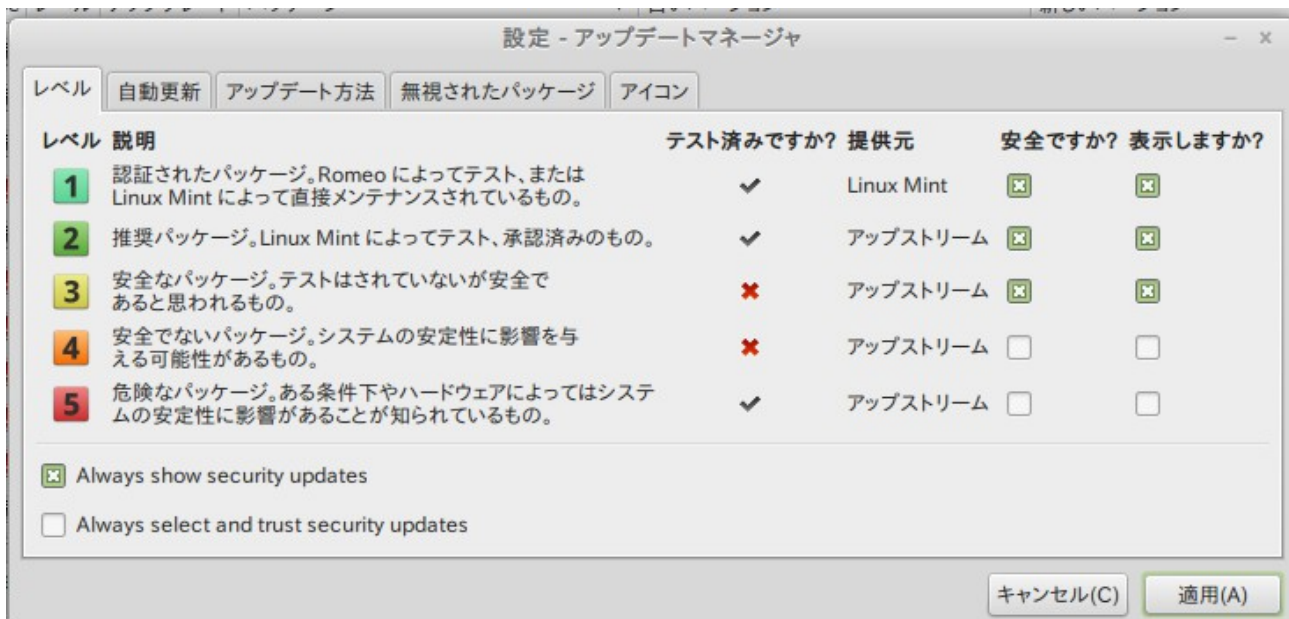 設定 - アップデートマネージャ
レベル 自動更新 アップデート方法 無視されたパッケージ アイコン
レベル 説明 テスト済みですか? 提供元 安全ですか? 表示しますか?
1 認証されたパッケージ。Romeo によってテスト、または
Linux Mint によって直接メンテナンスされているもの。 Linux Mint
2 推奨パッケージ。Linux Mint によってテスト、承認済みのもの。 アップストリーム
3 安全なパッケージ。テストはされていないが安全で
あると思われるもの。 アップストリーム
4 安全でないパッケージ。システムの安定性に影響を与
える可能性があるもの。 アップストリーム
5 危険なパッケージ。ある条件下やハードウェアによってはシステ
ムの安定性に影響があることが知られているもの。 アップストリーム
Always show security updates
Always select and trust security updates
キャンセル(C) 適用(A)